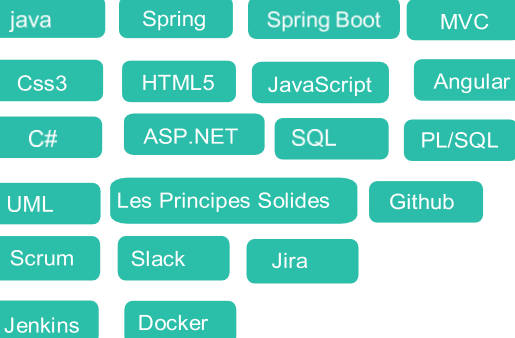 java Spring Spring Boot MVC
Css3 HTML5 JavaScript Angular
C# ASP.NET SQL PL/SQL
UML Les Principes Solides Github
Scrum Slack Jira
Jenkins Docker